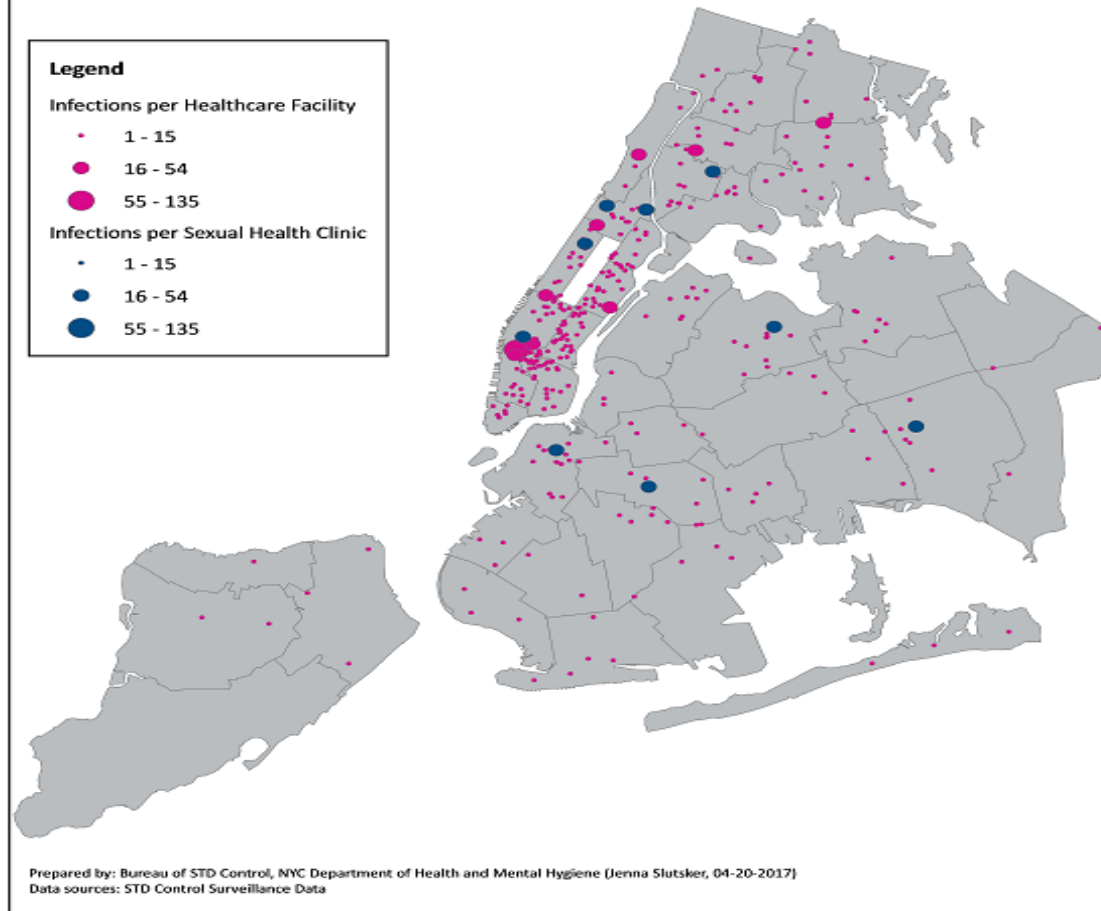 Legend
Infections per Healthcare Facility
1 - 15
16 - 54
55 - 135
Infections per Sexual Health Clinic
1 - 15
16 - 54
55 - 135
Prepared by: Bureau of STD Control, NYC Department of Health and Mental Hygiene (Jenna Slutsker, 04-20-2017)
Data sources: STD Control Surveillance Data